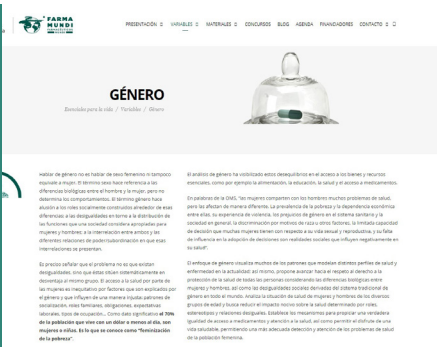 FARMA
MUNDI
PRESENTACIÓN
VARIABLES
MATERIALES
CONCURSOS
BLOG
AGENDA
FINANCIADORES
CONTACTO
GÉNERO
Esenciales para la vida / Variables / Género
Hablar de género no es hablar de sexo femenino ni tampoco
equivale a mujer. El término sexo hace referencia a las
diferencias biológicas entre el hombre y la mujer, pero no
determina los comportamientos. El término género hace
alusión a los roles socialmente construidos alrededor de esas
diferencias; a las desigualdades en torno a la distribución de
las funciones que una sociedad considera apropiadas para
mujeres y hombres; a la interrelación entre ambos y las
diferentes relaciones de poder/subordinación en que esas
interrelaciones se presentan.
Es preciso señalar que el problema no es que existan
desigualdades, sino que éstas sitúen sistemáticamente en
desventaja al mismo grupo. El acceso a la salud por parte de
las mujeres es inequitativo por factores que son explicados por
el género y que influyen de una manera injusta: patrones de
socialización, roles familiares, obligaciones, expectativas
laborales, tipos de ocupación... Como dato significativo el 70%
de la población que vive con un dólar o menos al día, son
mujeres o niñas. Es lo que se conoce como "feminización
de la pobreza".
El análisis de género ha visibilizado estos desequilibrios en el acceso a los bienes y recursos
esenciales, como por ejemplo la alimentación, la educación, la salud y el acceso a medicamentos.
En palabras de la OMS, "las mujeres comparten con los hombres muchos problemas de salud,
pero las afectan de manera diferente. La prevalencia de la pobreza y la dependencia económica
entre ellas, su experiencia de violencia, los prejuicios de género en el sistema sanitario y la
sociedad en general, la discriminación por motivos de raza u otros factores, la limitada capacidad
de decisión que muchas mujeres tienen con respecto a su vida sexual y reproductiva, y su falta
de influencia en la adopción de decisiones son realidades sociales que influyen negativamente en
su salud".
El enfoque de género visualiza muchos de los patrones que modelan distintos perfiles de salud y
enfermedad en la actualidad; así mismo, propone avanzar hacia el respeto al derecho a la
protección de la salud de todas las personas considerando las diferencias biológicas entre
mujeres y hombres, así como las desigualdades sociales derivadas del sistema tradicional de
género en todo el mundo. Analiza la situación de salud de mujeres y hombres de los diversos
grupos de edad y busca reducir el impacto nocivo sobre la salud determinado por roles,
estereotipos y relaciones desiguales. Establece los mecanismos para propiciar una verdadera
igualdad de acceso a medicamentos y atención a la salud, así como permitir el disfrute de una
vida saludable, permitiendo una más adecuada detección y atención de los problemas de salud
de la población femenina.